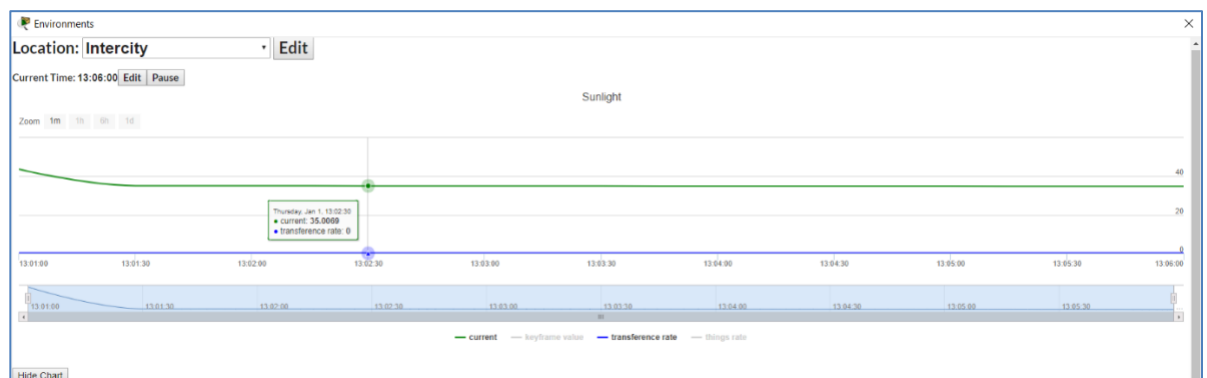 Environments
Location: Intercity Edit
Current Time: 13:06:00 Edit Pause
Sunlight
Zoom 1m 1h 6h 1d
40
Thursday, Jan 1, 13:02:30
current: 35.0069
transference rate: 0
20
0
13:01:00 13:01:30 13:02:00 13:02:30 13:03:00 13:03:30 13:04:00 13:04:30 13:05:00 13:05:30 13:06:00
13:01:00 13:01:30 13:02:00 13:02:30 13:03:00 13:03:30 13:04:00 13:04:30 13:05:00 13:05:30
current keyframe value transference rate things rate
Hide Chart